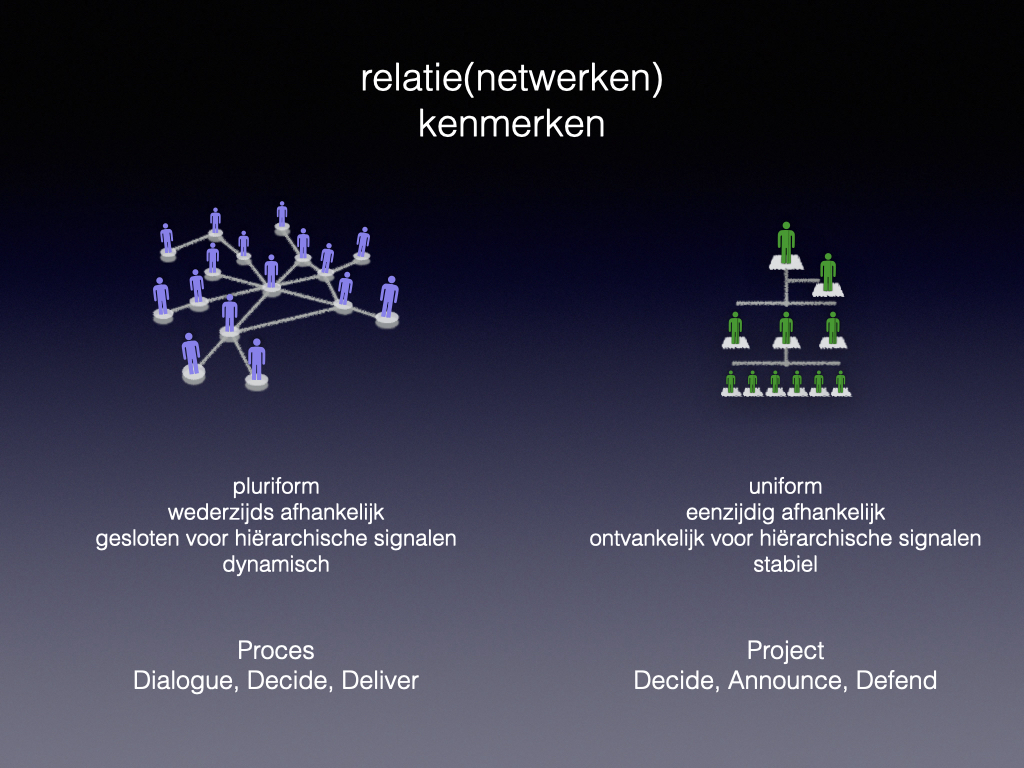 relatie(netwerken)
kenmerken
pluriform
wederzijds afhankelijk
gesloten voor hiërarchische signalen
dynamisch
uniform
eenzijdig afhankelijk
ontvankelijk voor hiërarchische signalen
stabiel
Proces
Dialogue, Decide, Deliver
Project
Decide, Announce, Defend